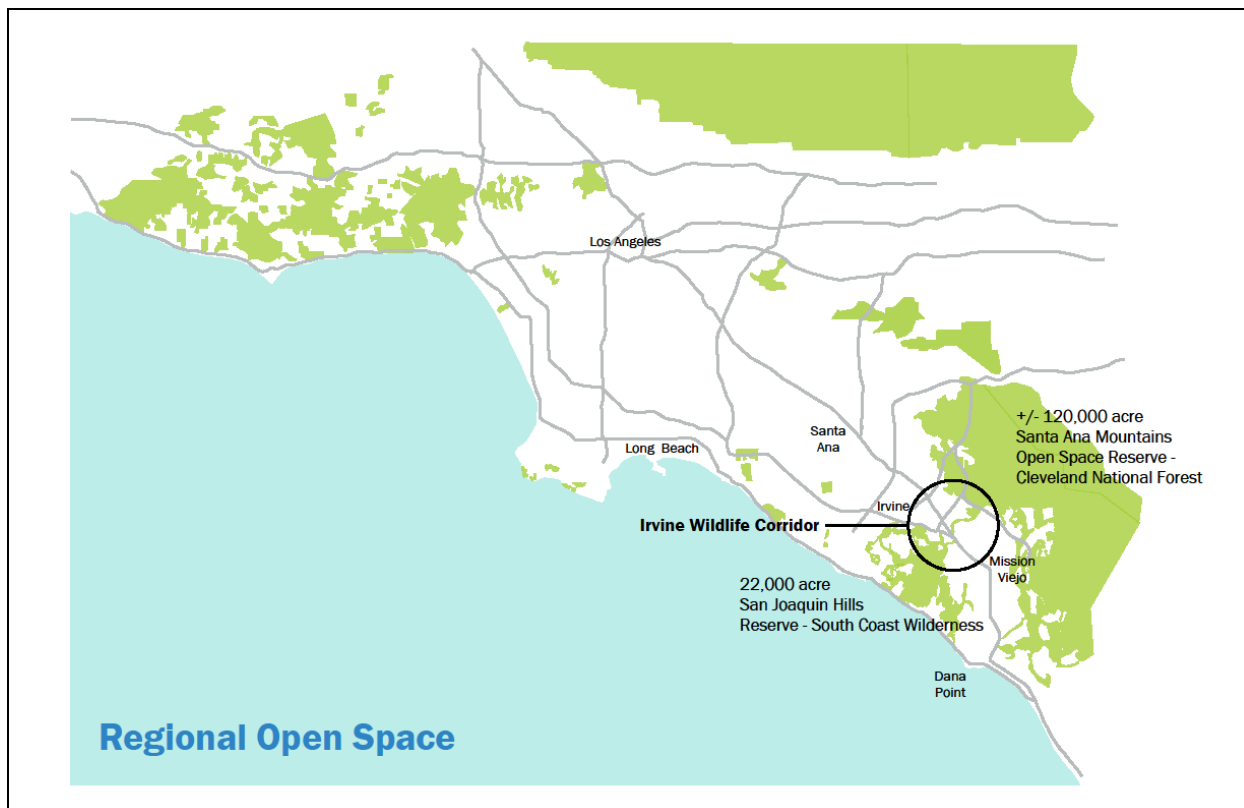 Los Angeles
+/- 120,000 acre
Santa Ana Mountains
Open Space Reserve -
Cleveland National Forest
Santa
Ana
Long Beach
Irvine
Irvine Wildlife Corridor
Mission
Viejo
22,000 acre
San Joaquin Hills
Reserve - South Coast Wilderness
Dana
Point
Regional Open Space